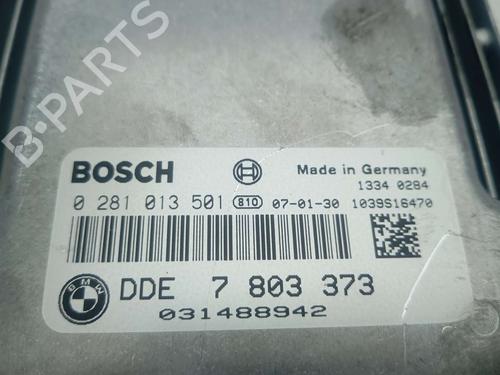 B-PARTS
BOSCH
Made in Germany
1334 0284
0 281 013 501 810 07-01-30 1039S16470
BMW
DDE 7 803 373
031488942